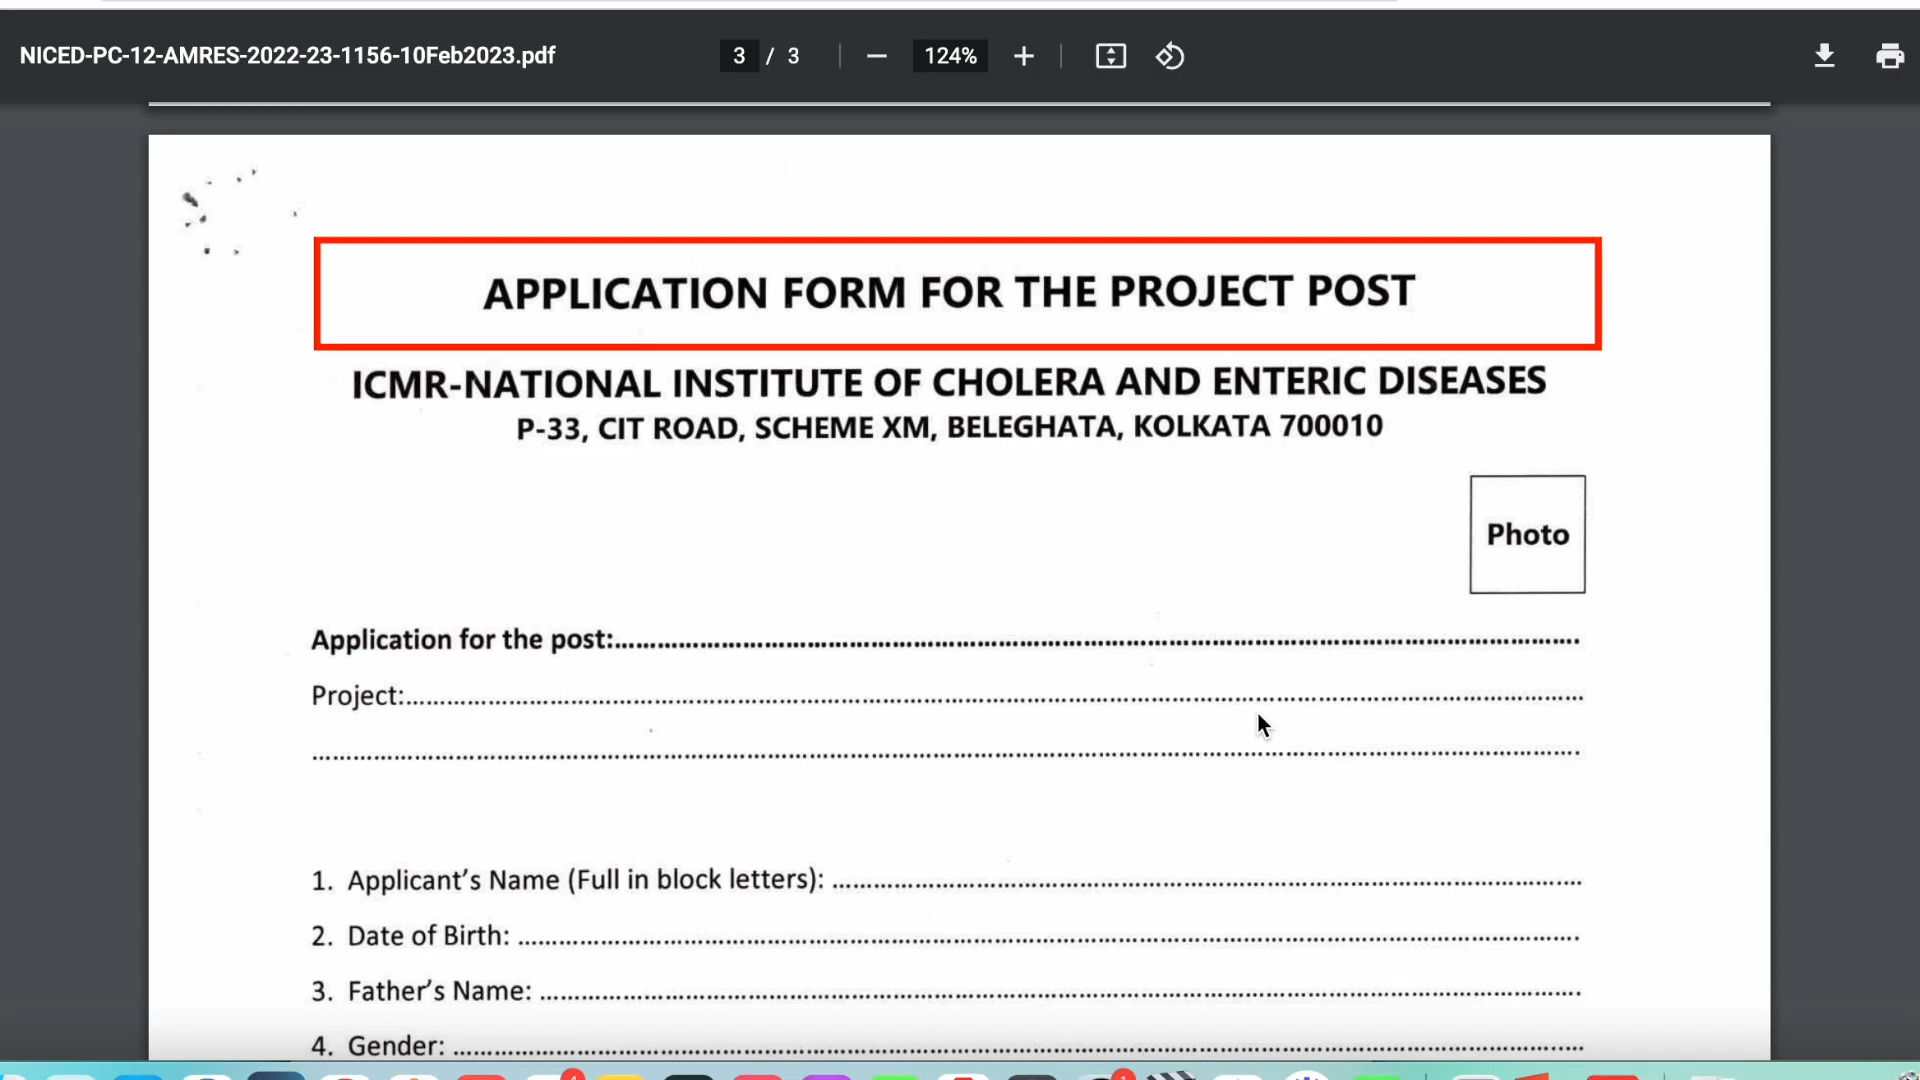 NICED-PC-12-AMRES-2022-23-1156-10Feb2023.pdf
3 / 3
124%
APPLICATION FORM FOR THE PROJECT POST
ICMR-NATIONAL INSTITUTE OF CHOLERA AND ENTERIC DISEASES
P-33, CIT ROAD, SCHEME XM, BELEGHATA, KOLKATA 700010
Photo
Application for the post:
Project:
1. Applicant’s Name (Full in block letters):
2. Date of Birth:
3. Father’s Name:
4. Gender: